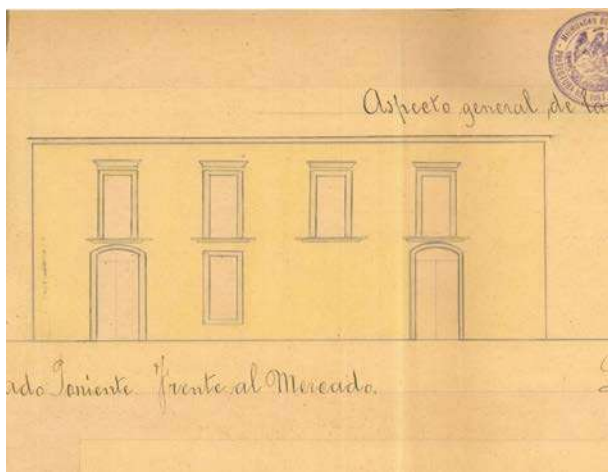 Aspecto general de la
ado Poniente. Frente al Mercado.